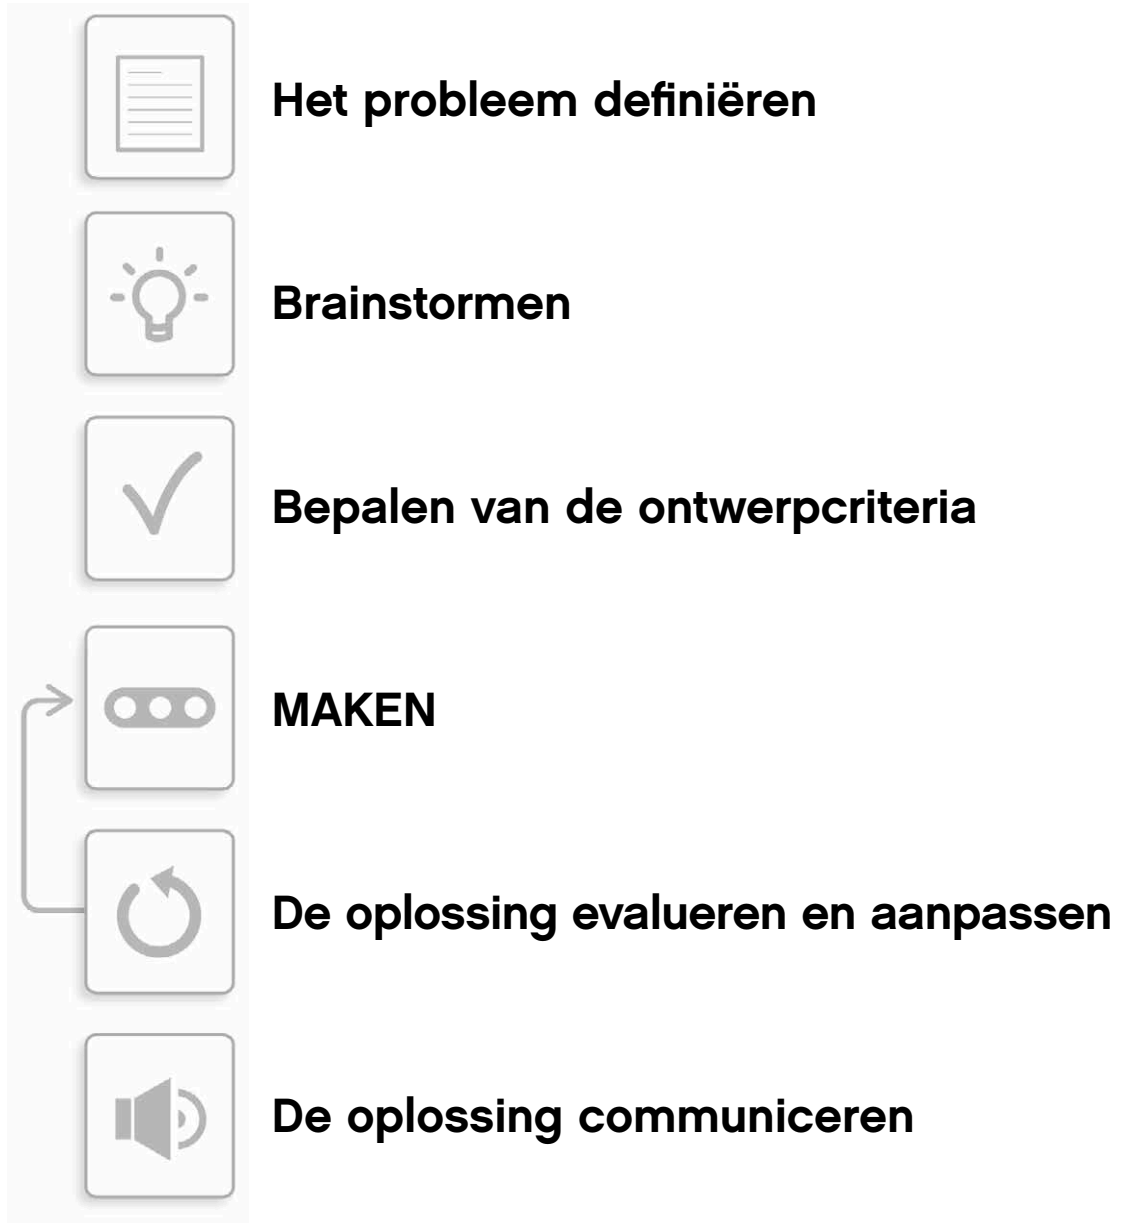 Het probleem definiëren
Brainstormen
Bepalen van de ontwerpcriteria
MAKEN
De oplossing evalueren en aanpassen
De oplossing communiceren